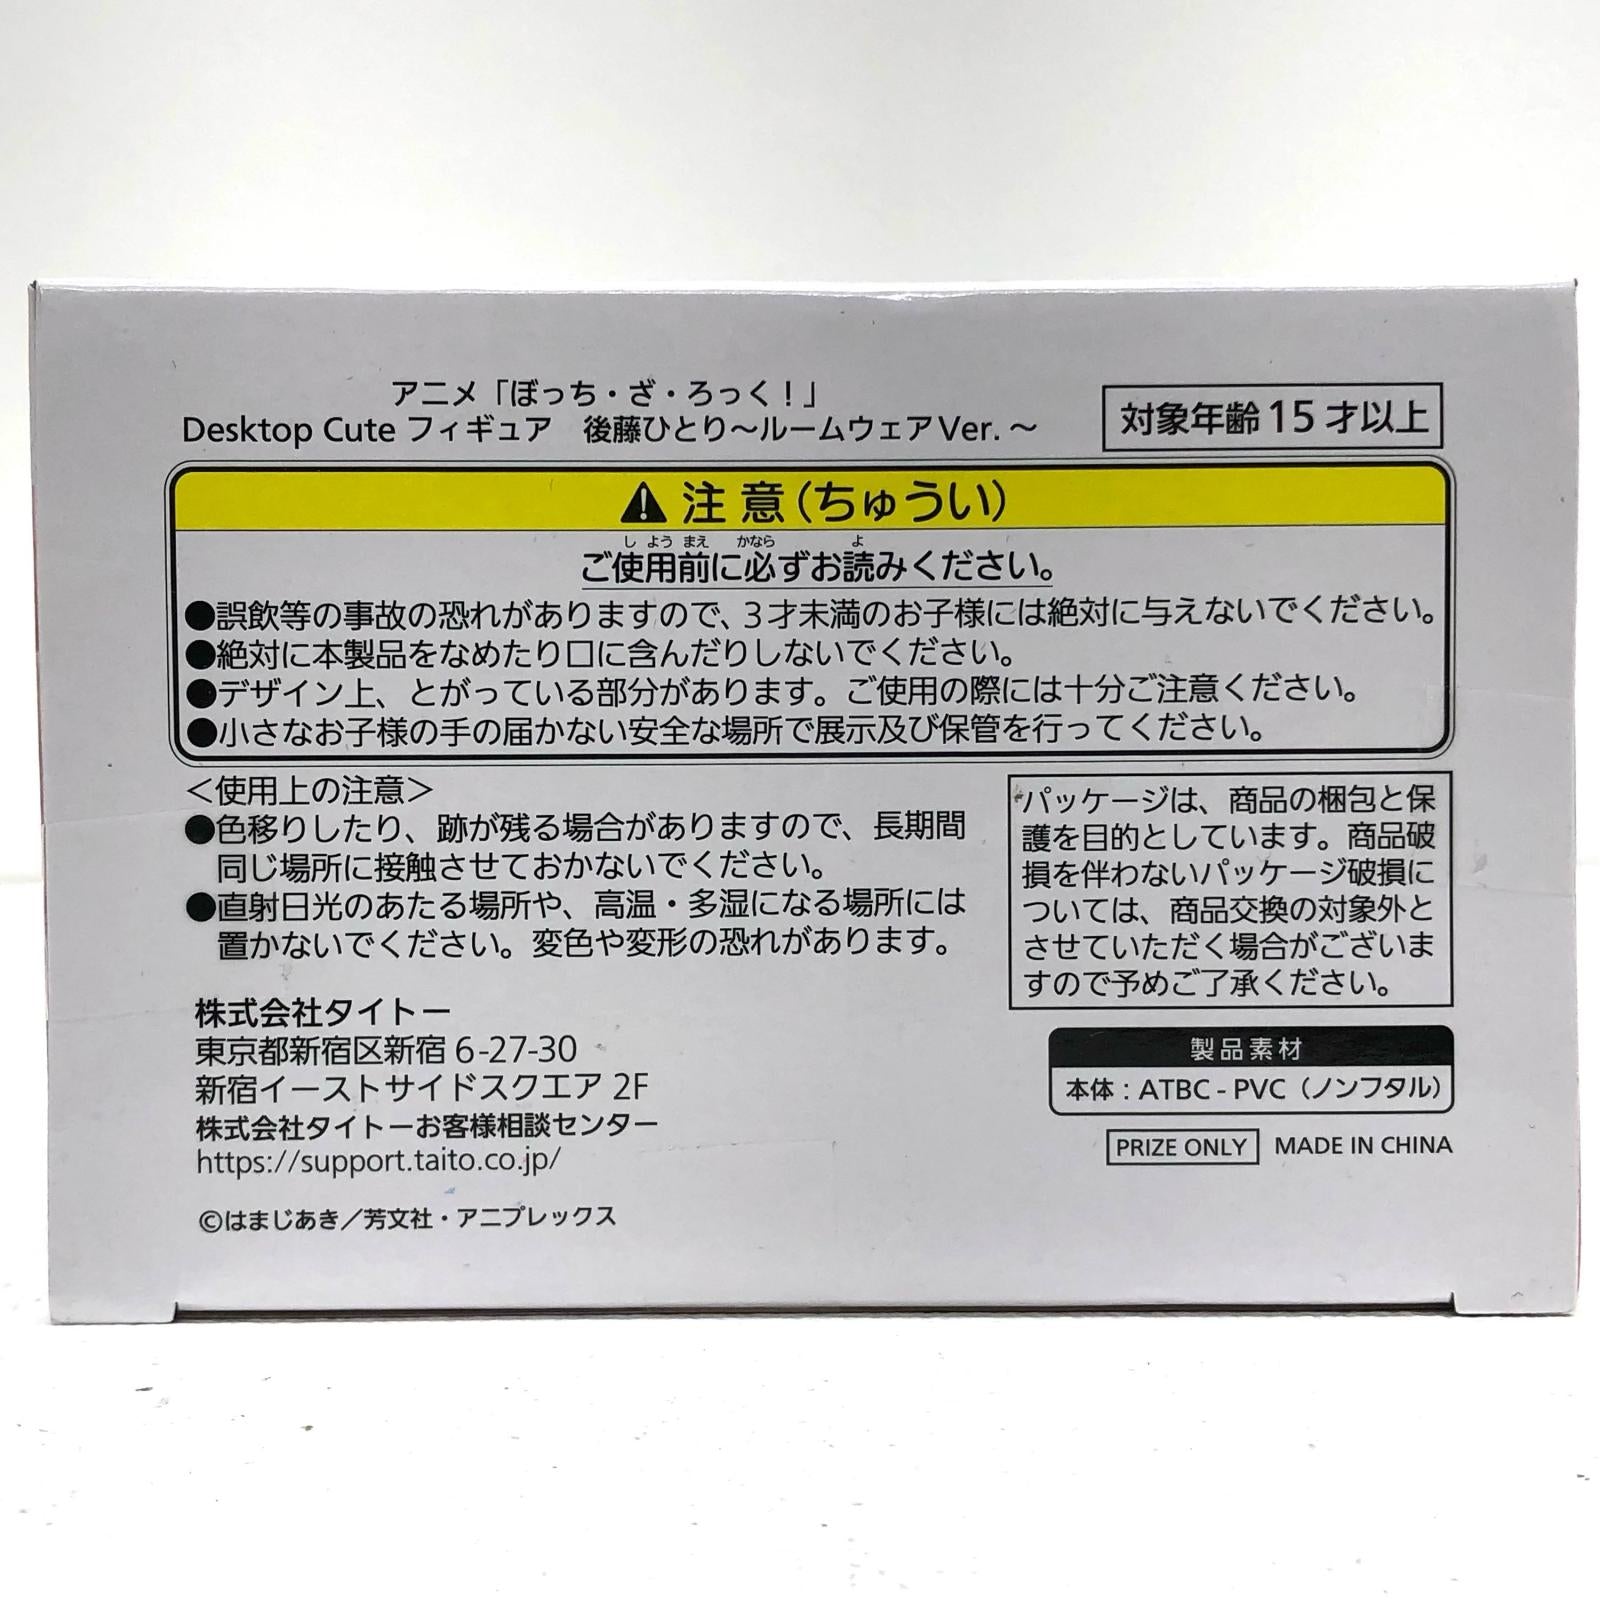 アニメ「ぼっち・ざ・ろっく！」
Desktop Cute フィギュア　後藤ひとり〜ルームウェアVer.〜
対象年齢 15 才以上
注意（ちゅうい）
しようまえ かなら よ
ご使用前に必ずお読みください。
●誤飲等の事故の恐れがありますので、3才未満のお子様には絶対に与えないでください。
●絶対に本製品をなめたり口に含んだりしないでください。
●デザイン上、とがっている部分があります。ご使用の際には十分ご注意ください。
●小さなお子様の手の届かない安全な場所で展示及び保管を行ってください。
＜使用上の注意＞
●色移りしたり、跡が残る場合がありますので、長期間
同じ場所に接触させておかないでください。
●直射日光のあたる場所や、高温・多湿になる場所には
置かないでください。変色や変形の恐れがあります。
パッケージは、商品の梱包と保
護を目的としています。商品破
損を伴わないパッケージ破損に
ついては、商品交換の対象外と
させていただく場合がございま
すので予めご了承ください。
株式会社タイトー
東京都新宿区新宿 6-27-30
新宿イーストサイドスクエア 2F
株式会社タイトーお客様相談センター
https://support.taito.co.jp/
製品素材
本体：ATBC-PVC（ノンフタル）
PRIZE ONLY MADE IN CHINA
©はまじあき／芳文社・アニプレックス